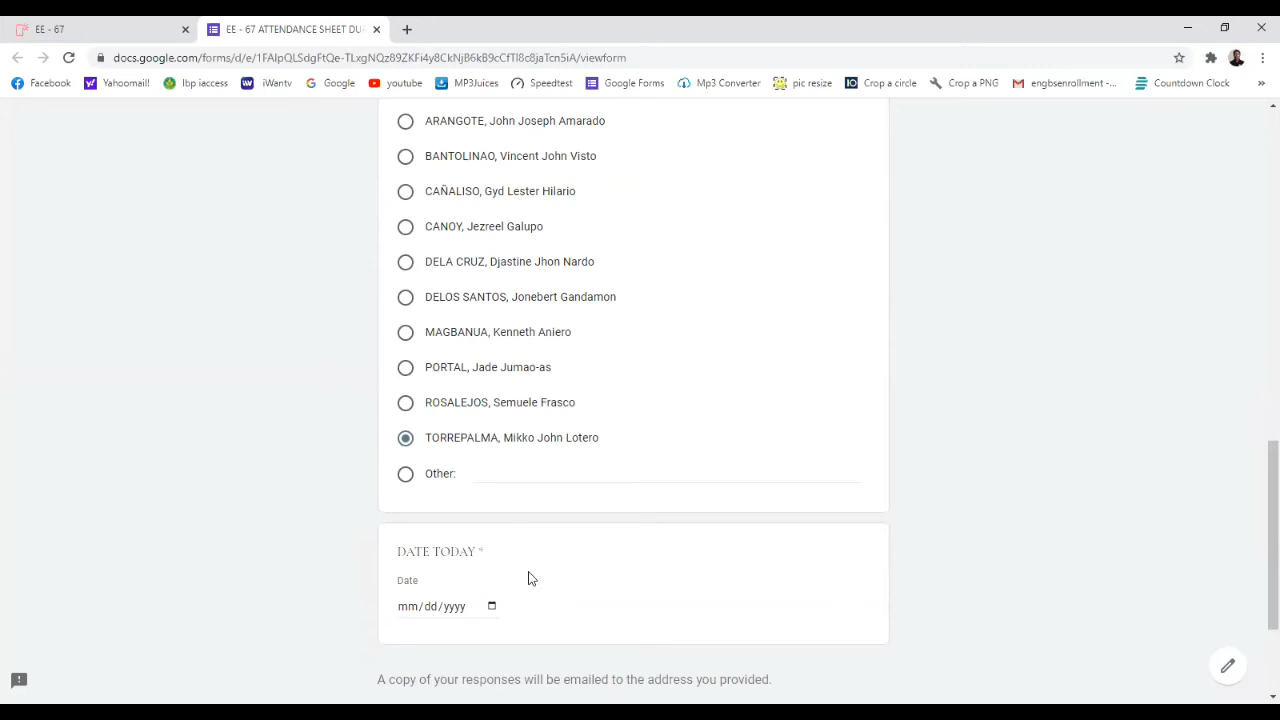 EE - 67
EE - 67 ATTENDANCE SHEET DU
docs.google.com/forms/d/e/1FAIpQLSdgFtQe-TLxgNQz89ZKFi4y8CkNjB6kB9cCfTl8c8jaTcn5iA/viewform
Facebook
Yahoomail!
lbp iaccess
iWantv
Google
youtube
MP3Juices
Speedtest
Google Forms
Mp3 Converter
pic resize
Crop a circle
Crop a PNG
engbsenrollment -...
Countdown Clock
ARANGOTE, John Joseph Amarado
BANTOLINAO, Vincent John Visto
CAÑALISO, Gyd Lester Hilario
CANOY, Jezreel Galupo
DELA CRUZ, Djastine Jhon Nardo
DELOS SANTOS, Jonebert Gandamon
MAGBANUA, Kenneth Aniero
PORTAL, Jade Jumao-as
ROSALEJOS, Semuele Frasco
TORREPALMA, Mikko John Lotero
Other:
DATE TODAY *
Date
mm/dd/yyyy
A copy of your responses will be emailed to the address you provided.